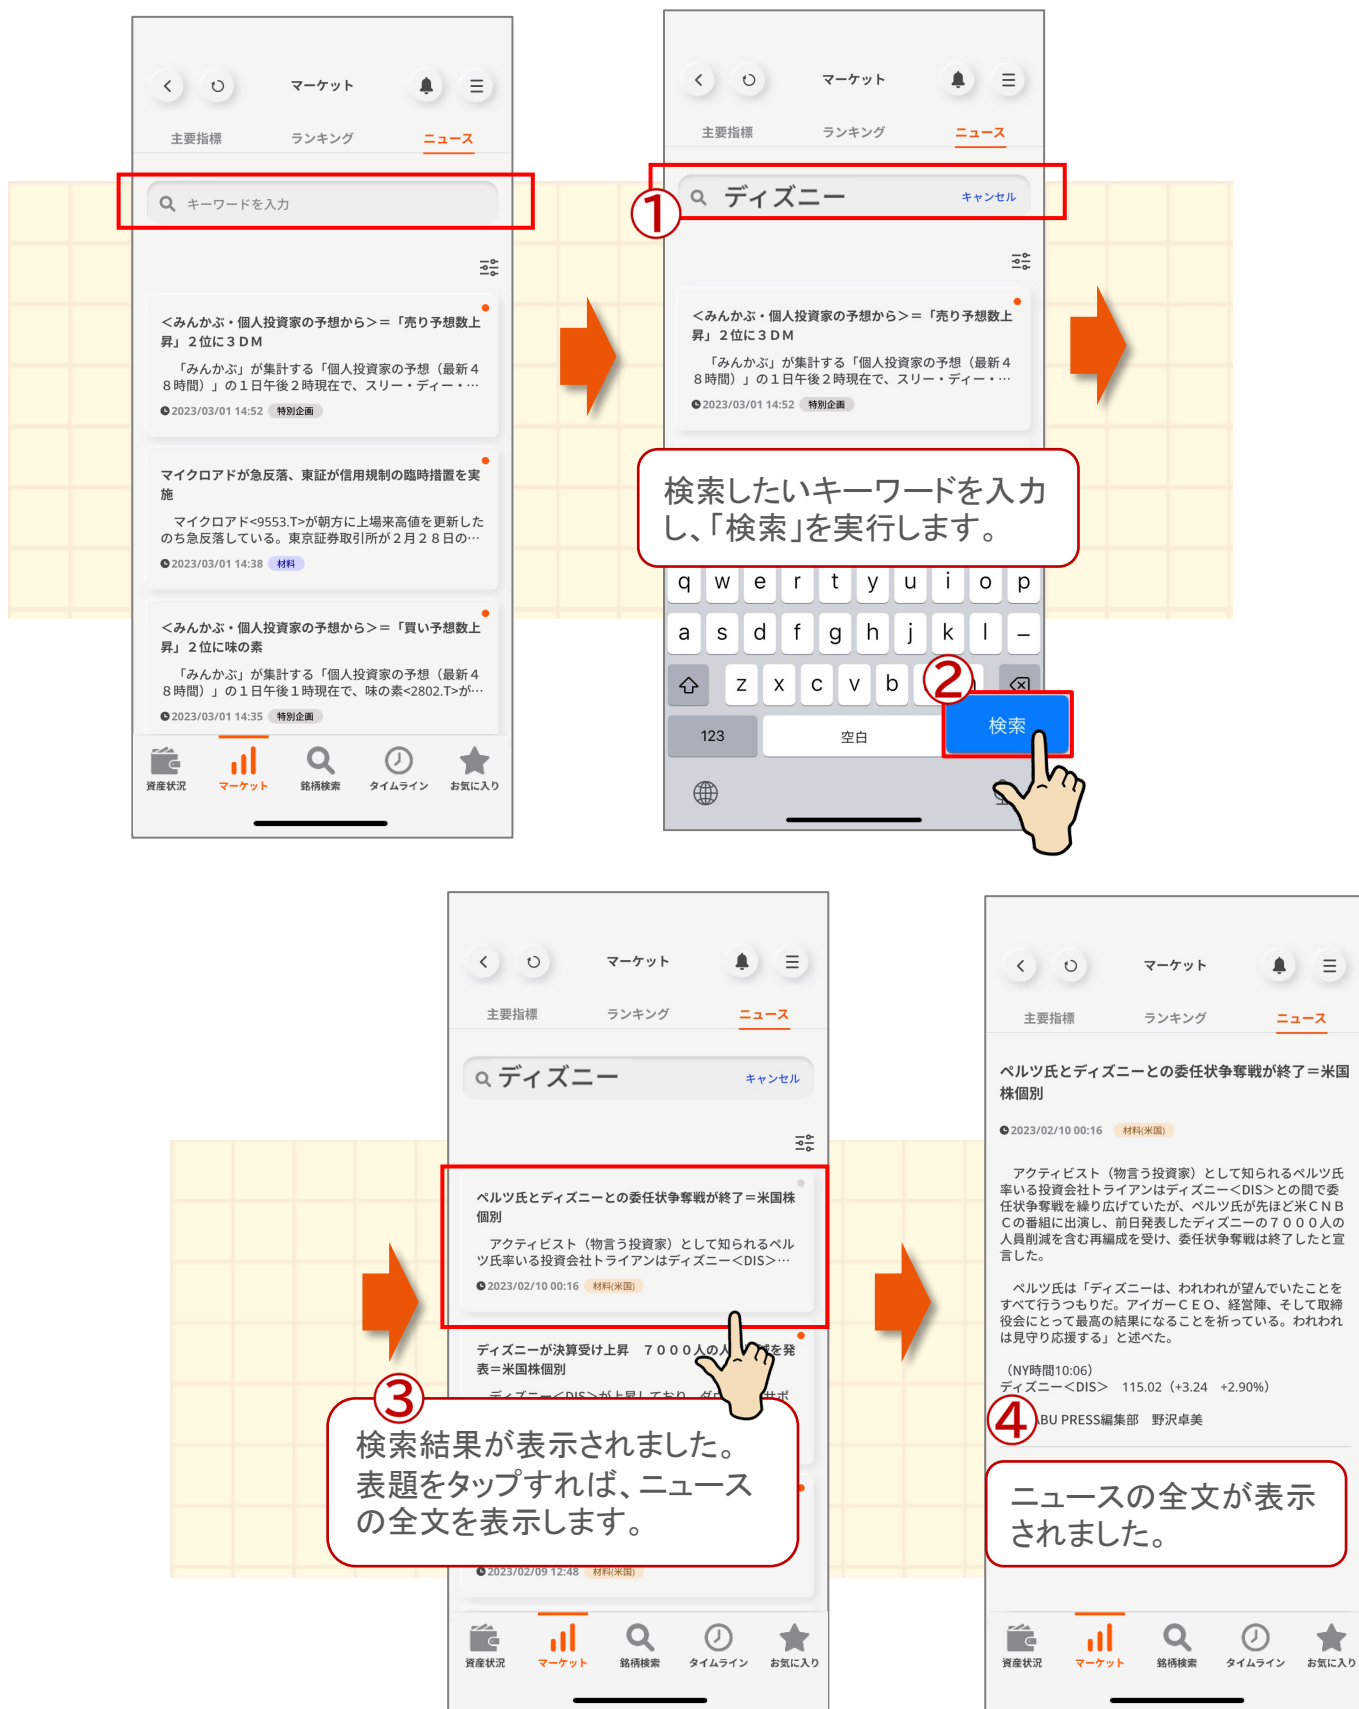 マーケット
主要指標 ランキング ニュース
キーワードを入力
＜みんかぶ・個人投資家の予想から＞＝「売り予想数上
昇」２位に３ＤＭ
「みんかぶ」が集計する「個人投資家の予想（最新４
８時間）」の１日午後２時現在で、スリー・ディー・…
2023/03/01 14:52 特別企画
マイクロアドが急反落、東証が信用規制の臨時措置を実
施
マイクロアド<9553.T>が朝方に上場来高値を更新した
のち急反落している。東京証券取引所が２月２８日の…
2023/03/01 14:38 材料
＜みんかぶ・個人投資家の予想から＞＝「買い予想数上
昇」２位に味の素
「みんかぶ」が集計する「個人投資家の予想（最新４
８時間）」の１日午後１時現在で、味の素<2802.T>が…
2023/03/01 14:35 特別企画
資産状況 マーケット 銘柄検索 タイムライン お気に入り
マーケット
主要指標 ランキング ニュース
① ディズニー キャンセル
＜みんかぶ・個人投資家の予想から＞＝「売り予想数上
昇」２位に３ＤＭ
「みんかぶ」が集計する「個人投資家の予想（最新４
８時間）」の１日午後２時現在で、スリー・ディー・…
2023/03/01 14:52 特別企画
検索したいキーワードを入力
し、「検索」を実行します。
q w e r t y u i o p
a s d f g h j k l ー
z x c v b
②
123 空白 検索
マーケット
主要指標 ランキング ニュース
ディズニー キャンセル
ペルツ氏とディズニーとの委任状争奪戦が終了＝米国株
個別
アクティビスト（物言う投資家）として知られるペル
ツ氏率いる投資会社トライアンはディズニー＜DIS＞…
2023/02/10 00:16 材料(米国)
ディズニーが決算受け上昇　７０００人の人を発
表＝米国株個別
③
検索結果が表示されました。
表題をタップすれば、ニュース
の全文を表示します。
2023/02/09 12:48 材料(米国)
資産状況 マーケット 銘柄検索 タイムライン お気に入り
マーケット
主要指標 ランキング ニュース
ペルツ氏とディズニーとの委任状争奪戦が終了＝米国
株個別
2023/02/10 00:16 材料(米国)
アクティビスト（物言う投資家）として知られるペルツ氏
率いる投資会社トライアンはディズニー＜DIS＞との間で委
任状争奪戦を繰り広げていたが、ペルツ氏が先ほど米ＣＮＢ
Ｃの番組に出演し、前日発表したディズニーの７０００人の
人員削減を含む再編成を受け、委任状争奪戦は終了したと宣
言した。
ペルツ氏は「ディズニーは、われわれが望んでいたことを
すべて行うつもりだ。アイガーＣＥＯ、経営陣、そして取締
役会にとって最高の結果になることを祈っている。われわれ
は見守り応援する」と述べた。
（NY時間10:06）
ディズニー＜DIS＞　115.02（+3.24　+2.90%）
④ ABU PRESS編集部　野沢卓美
ニュースの全文が表示
されました。
資産状況 マーケット 銘柄検索 タイムライン お気に入り